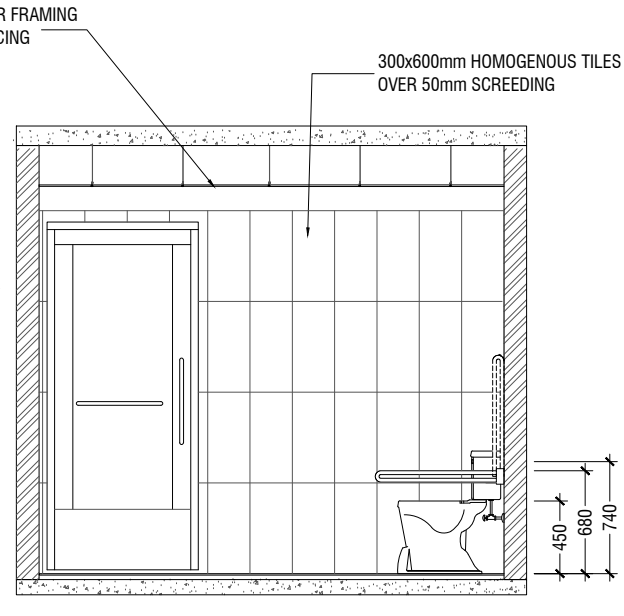 R FRAMING
CING
300x600mm HOMOGENOUS TILES
OVER 50mm SCREEDING
450
680
740